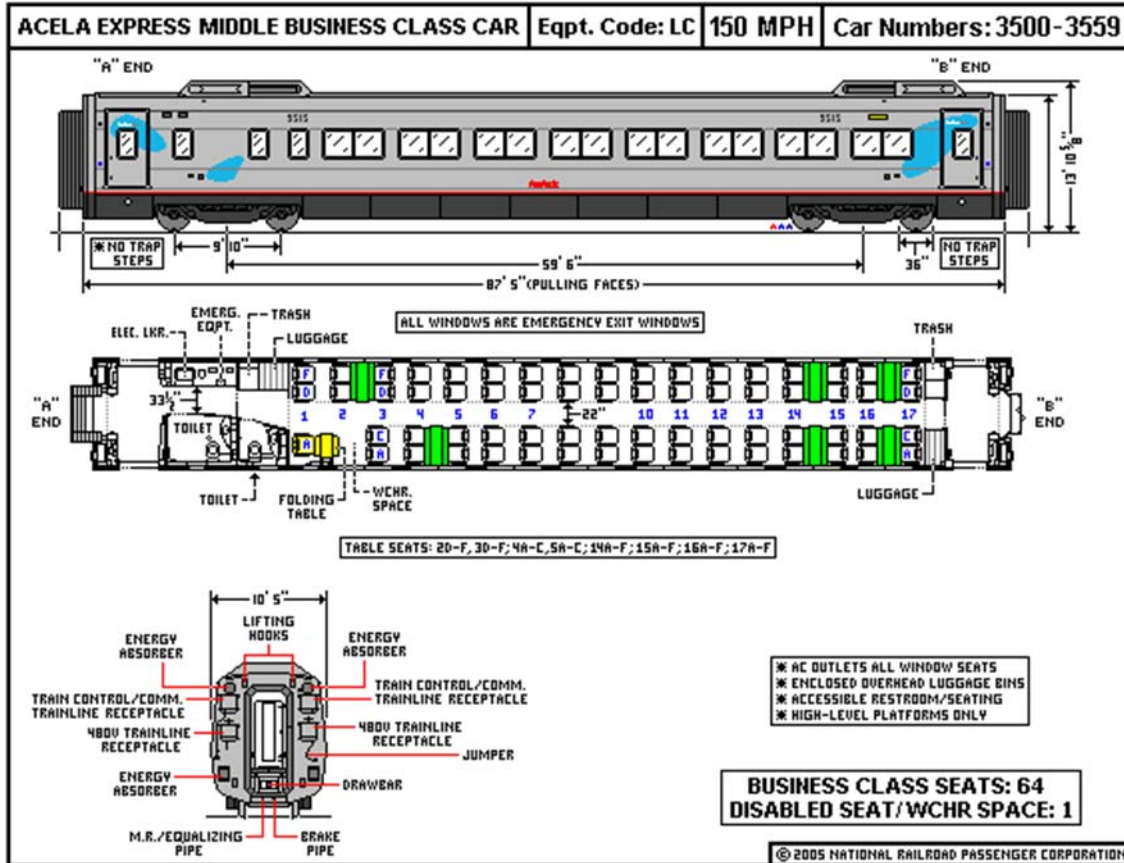 ACELA EXPRESS MIDDLE BUSINESS CLASS CAR
Eqpt. Code: LC
150 MPH
Car Numbers: 3500-3559
"A" END
"B" END
3515
3515
Amtrak
AAA
13' 10 5/8"
* NO TRAP
STEPS
9' 10"
59' 6"
36"
NO TRAP
STEPS
87' 5" (PULLING FACES)
ELEC. LKR.
EMERG.
EQPT.
TRASH
LUGGAGE
ALL WINDOWS ARE EMERGENCY EXIT WINDOWS
TRASH
"A"
END
33½"
TOILET
F
D
F
D
F
D
1 2 3 4 5 6 7 22" 10 11 12 13 14 15 16 17
A
C
A
C
A
"B"
END
TOILET
FOLDING
TABLE
WCHR.
SPACE
LUGGAGE
TABLE SEATS: 2D-F, 3D-F; 4A-C, 5A-C; 14A-F; 15A-F; 16A-F; 17A-F
10' 5"
LIFTING
HOOKS
ENERGY
ABSORBER
ENERGY
ABSORBER
TRAIN CONTROL/COMM.
TRAINLINE RECEPTACLE
TRAIN CONTROL/COMM.
TRAINLINE RECEPTACLE
480V TRAINLINE
RECEPTACLE
480V TRAINLINE
RECEPTACLE
JUMPER
ENERGY
ABSORBER
DRAWBAR
M.R./EQUALIZING
PIPE
BRAKE
PIPE
* AC OUTLETS ALL WINDOW SEATS
* ENCLOSED OVERHEAD LUGGAGE BINS
* ACCESSIBLE RESTROOM/SEATING
* HIGH-LEVEL PLATFORMS ONLY
BUSINESS CLASS SEATS: 64
DISABLED SEAT/WCHR SPACE: 1
© 2005 NATIONAL RAILROAD PASSENGER CORPORATION